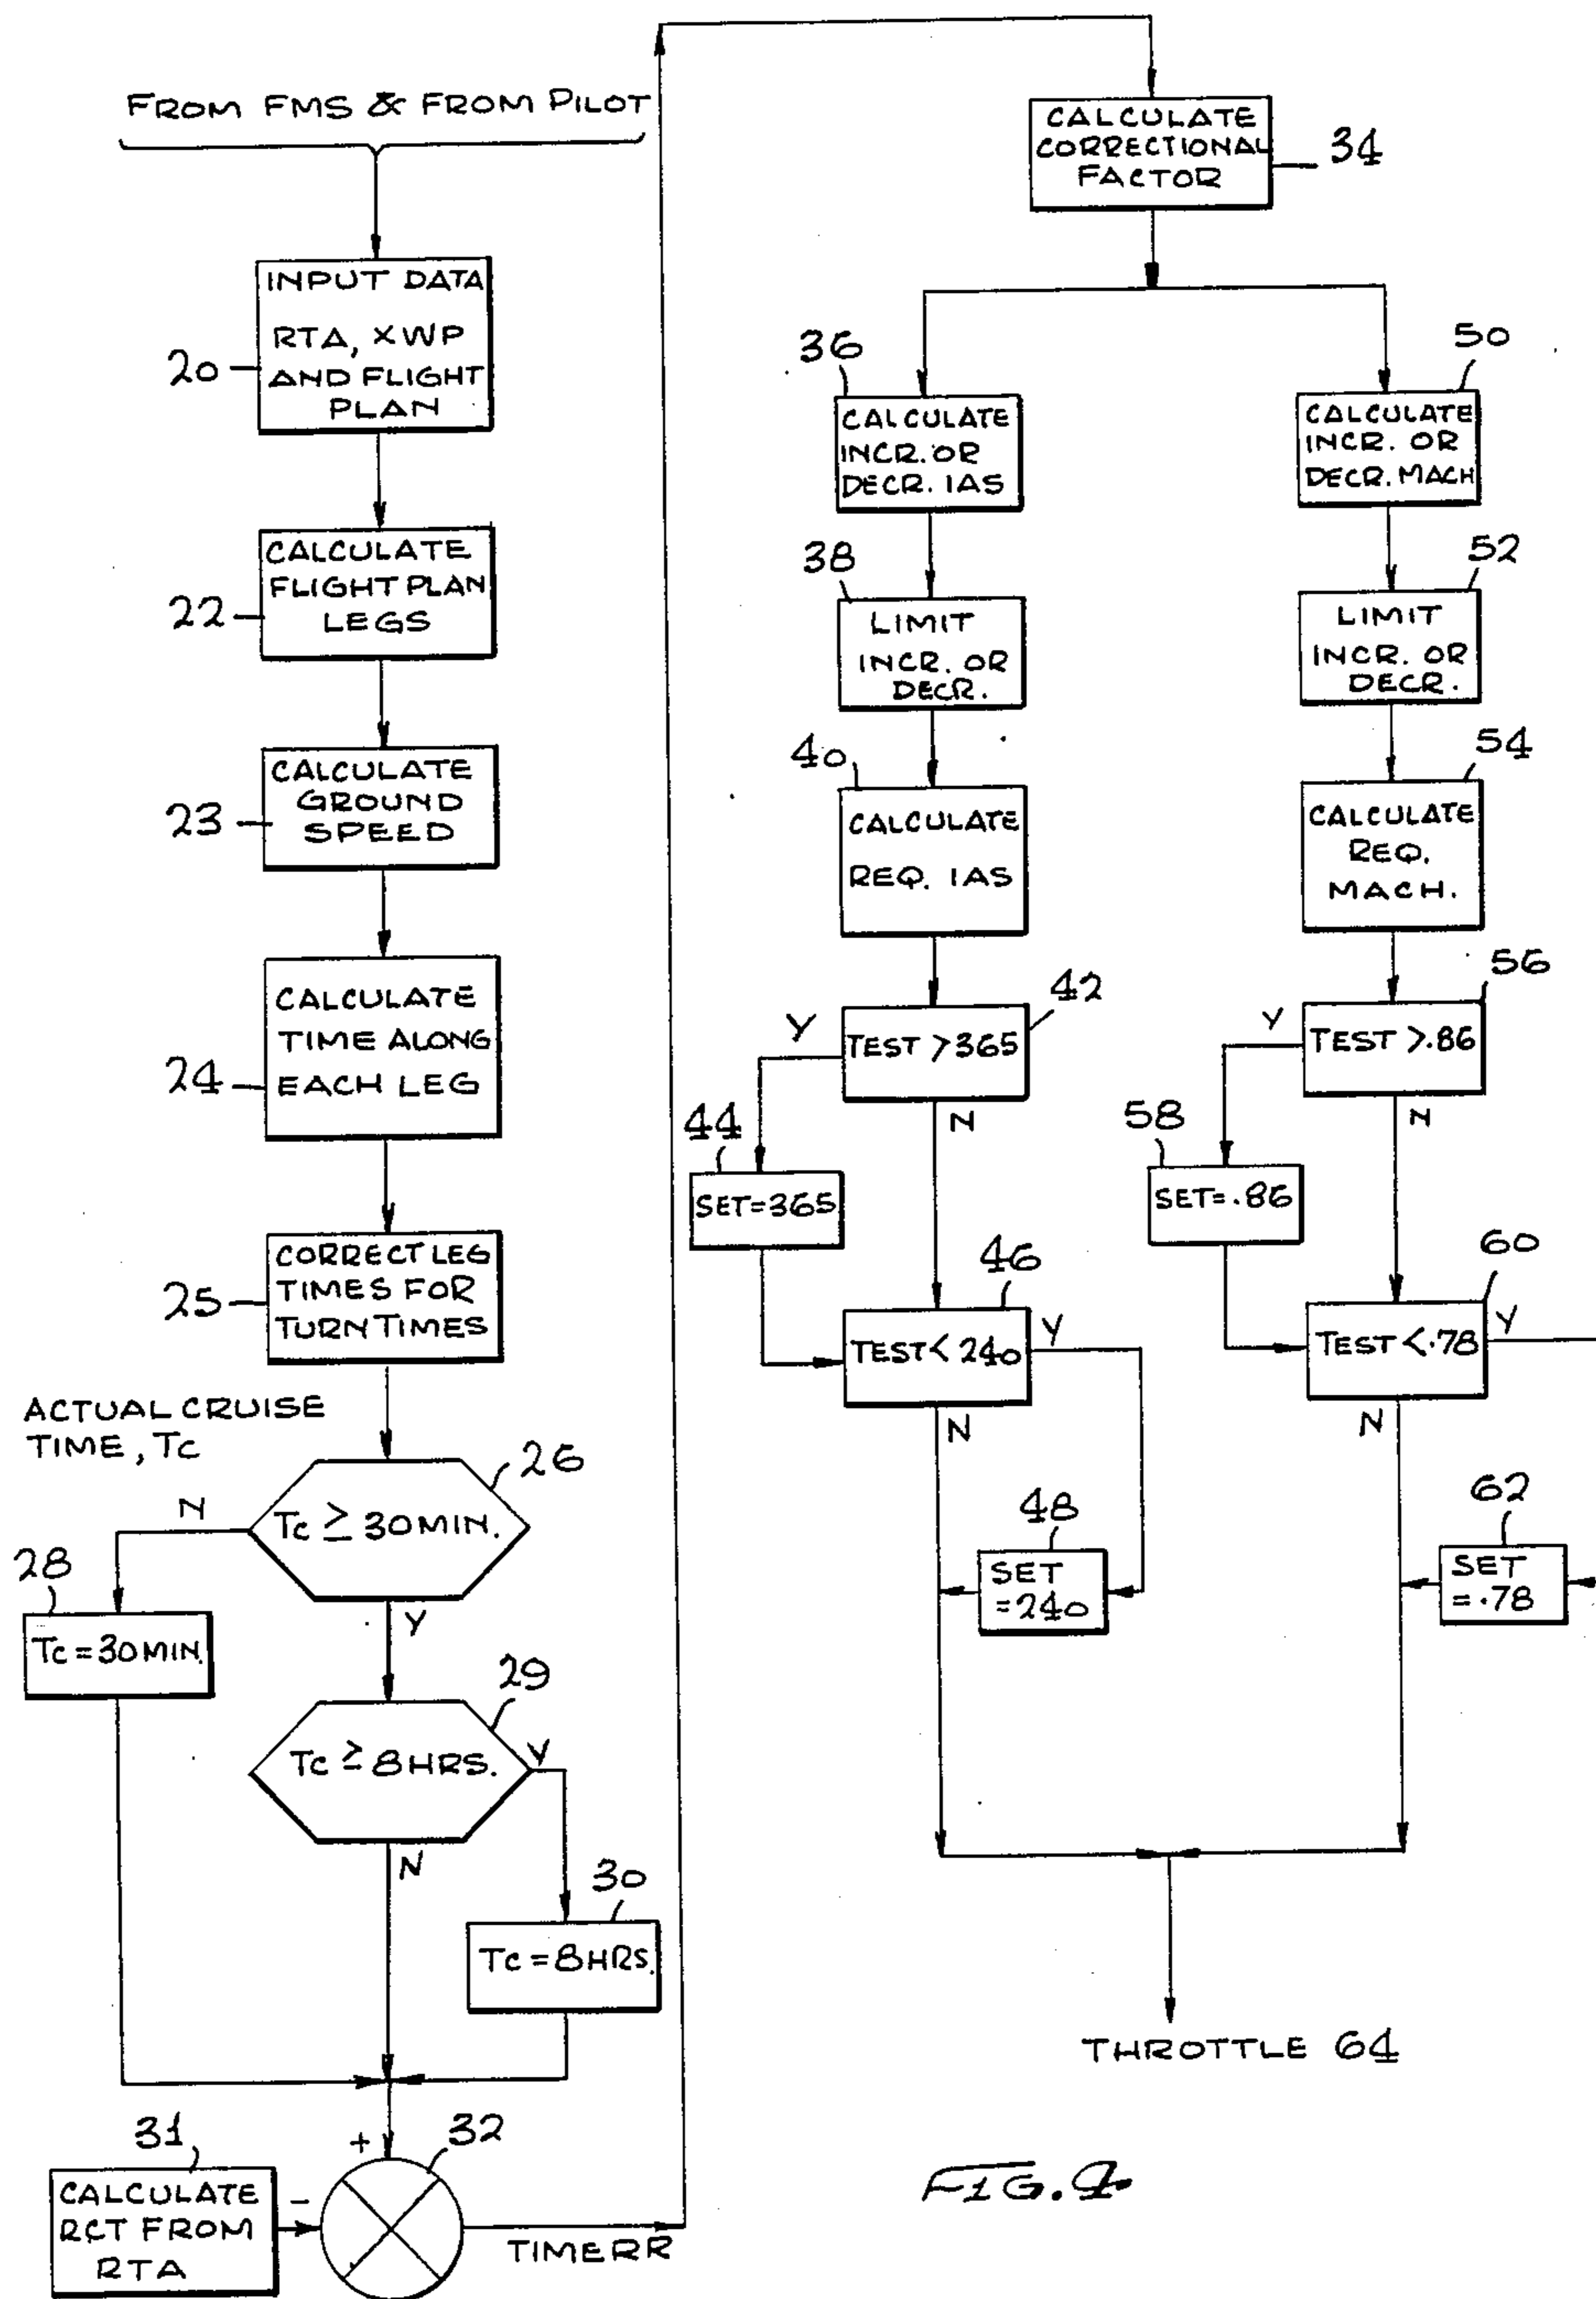 FROM FMS & FROM PILOT
INPUT DATA
RTA, XWP
AND FLIGHT
PLAN
20
CALCULATE
FLIGHT PLAN
LEGS
22
CALCULATE
GROUND
SPEED
23
CALCULATE
TIME ALONG
EACH LEG
24
CORRECT LEG
TIMES FOR
TURN TIMES
25
ACTUAL CRUISE
TIME, Tc
26
Tc ≥ 30 MIN.
N
Y
28
Tc = 30 MIN.
29
Tc ≥ 8 HRS.
Y
N
30
Tc = 8 HRS.
31
CALCULATE
RCT FROM
RTA
-
+
32
TIMERR
CALCULATE
CORRECTIONAL
FACTOR
34
36
CALCULATE
INCR. OR
DECR. IAS
38
LIMIT
INCR. OR
DECR.
40
CALCULATE
REQ. IAS
42
TEST > 365
Y
N
44
SET = 365
46
TEST < 240
Y
N
48
SET
= 240
50
CALCULATE
INCR. OR
DECR. MACH
52
LIMIT
INCR. OR
DECR.
54
CALCULATE
REQ.
MACH.
56
TEST > .86
Y
N
58
SET = .86
60
TEST < .78
Y
N
62
SET
= .78
THROTTLE 64
FIG.